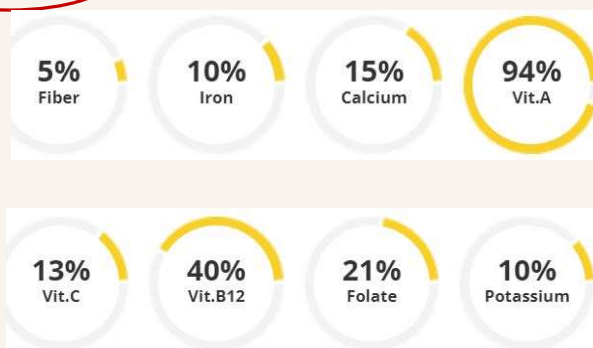 5% 10% 15% 94%
Fiber Iron Calcium Vit.A
13% 40% 21% 10%
Vit.C Vit.B12 Folate Potassium